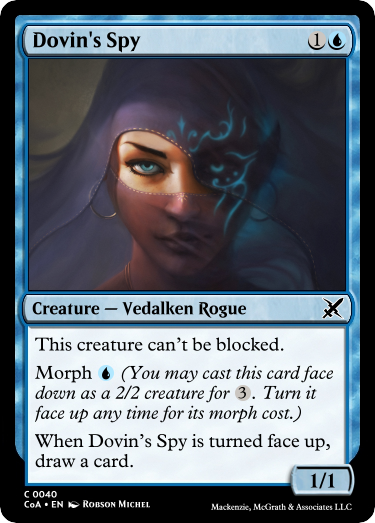 Dovin's Spy 1
Creature — Vedalken Rogue
This creature can't be blocked.
Morph (You may cast this card face
down as a 2/2 creature for 3. Turn it
face up any time for its morph cost.)
When Dovin's Spy is turned face up,
draw a card.
1/1
C 0040
CoA • EN Robson Michel
Mackenzie, McGrath & Associates LLC